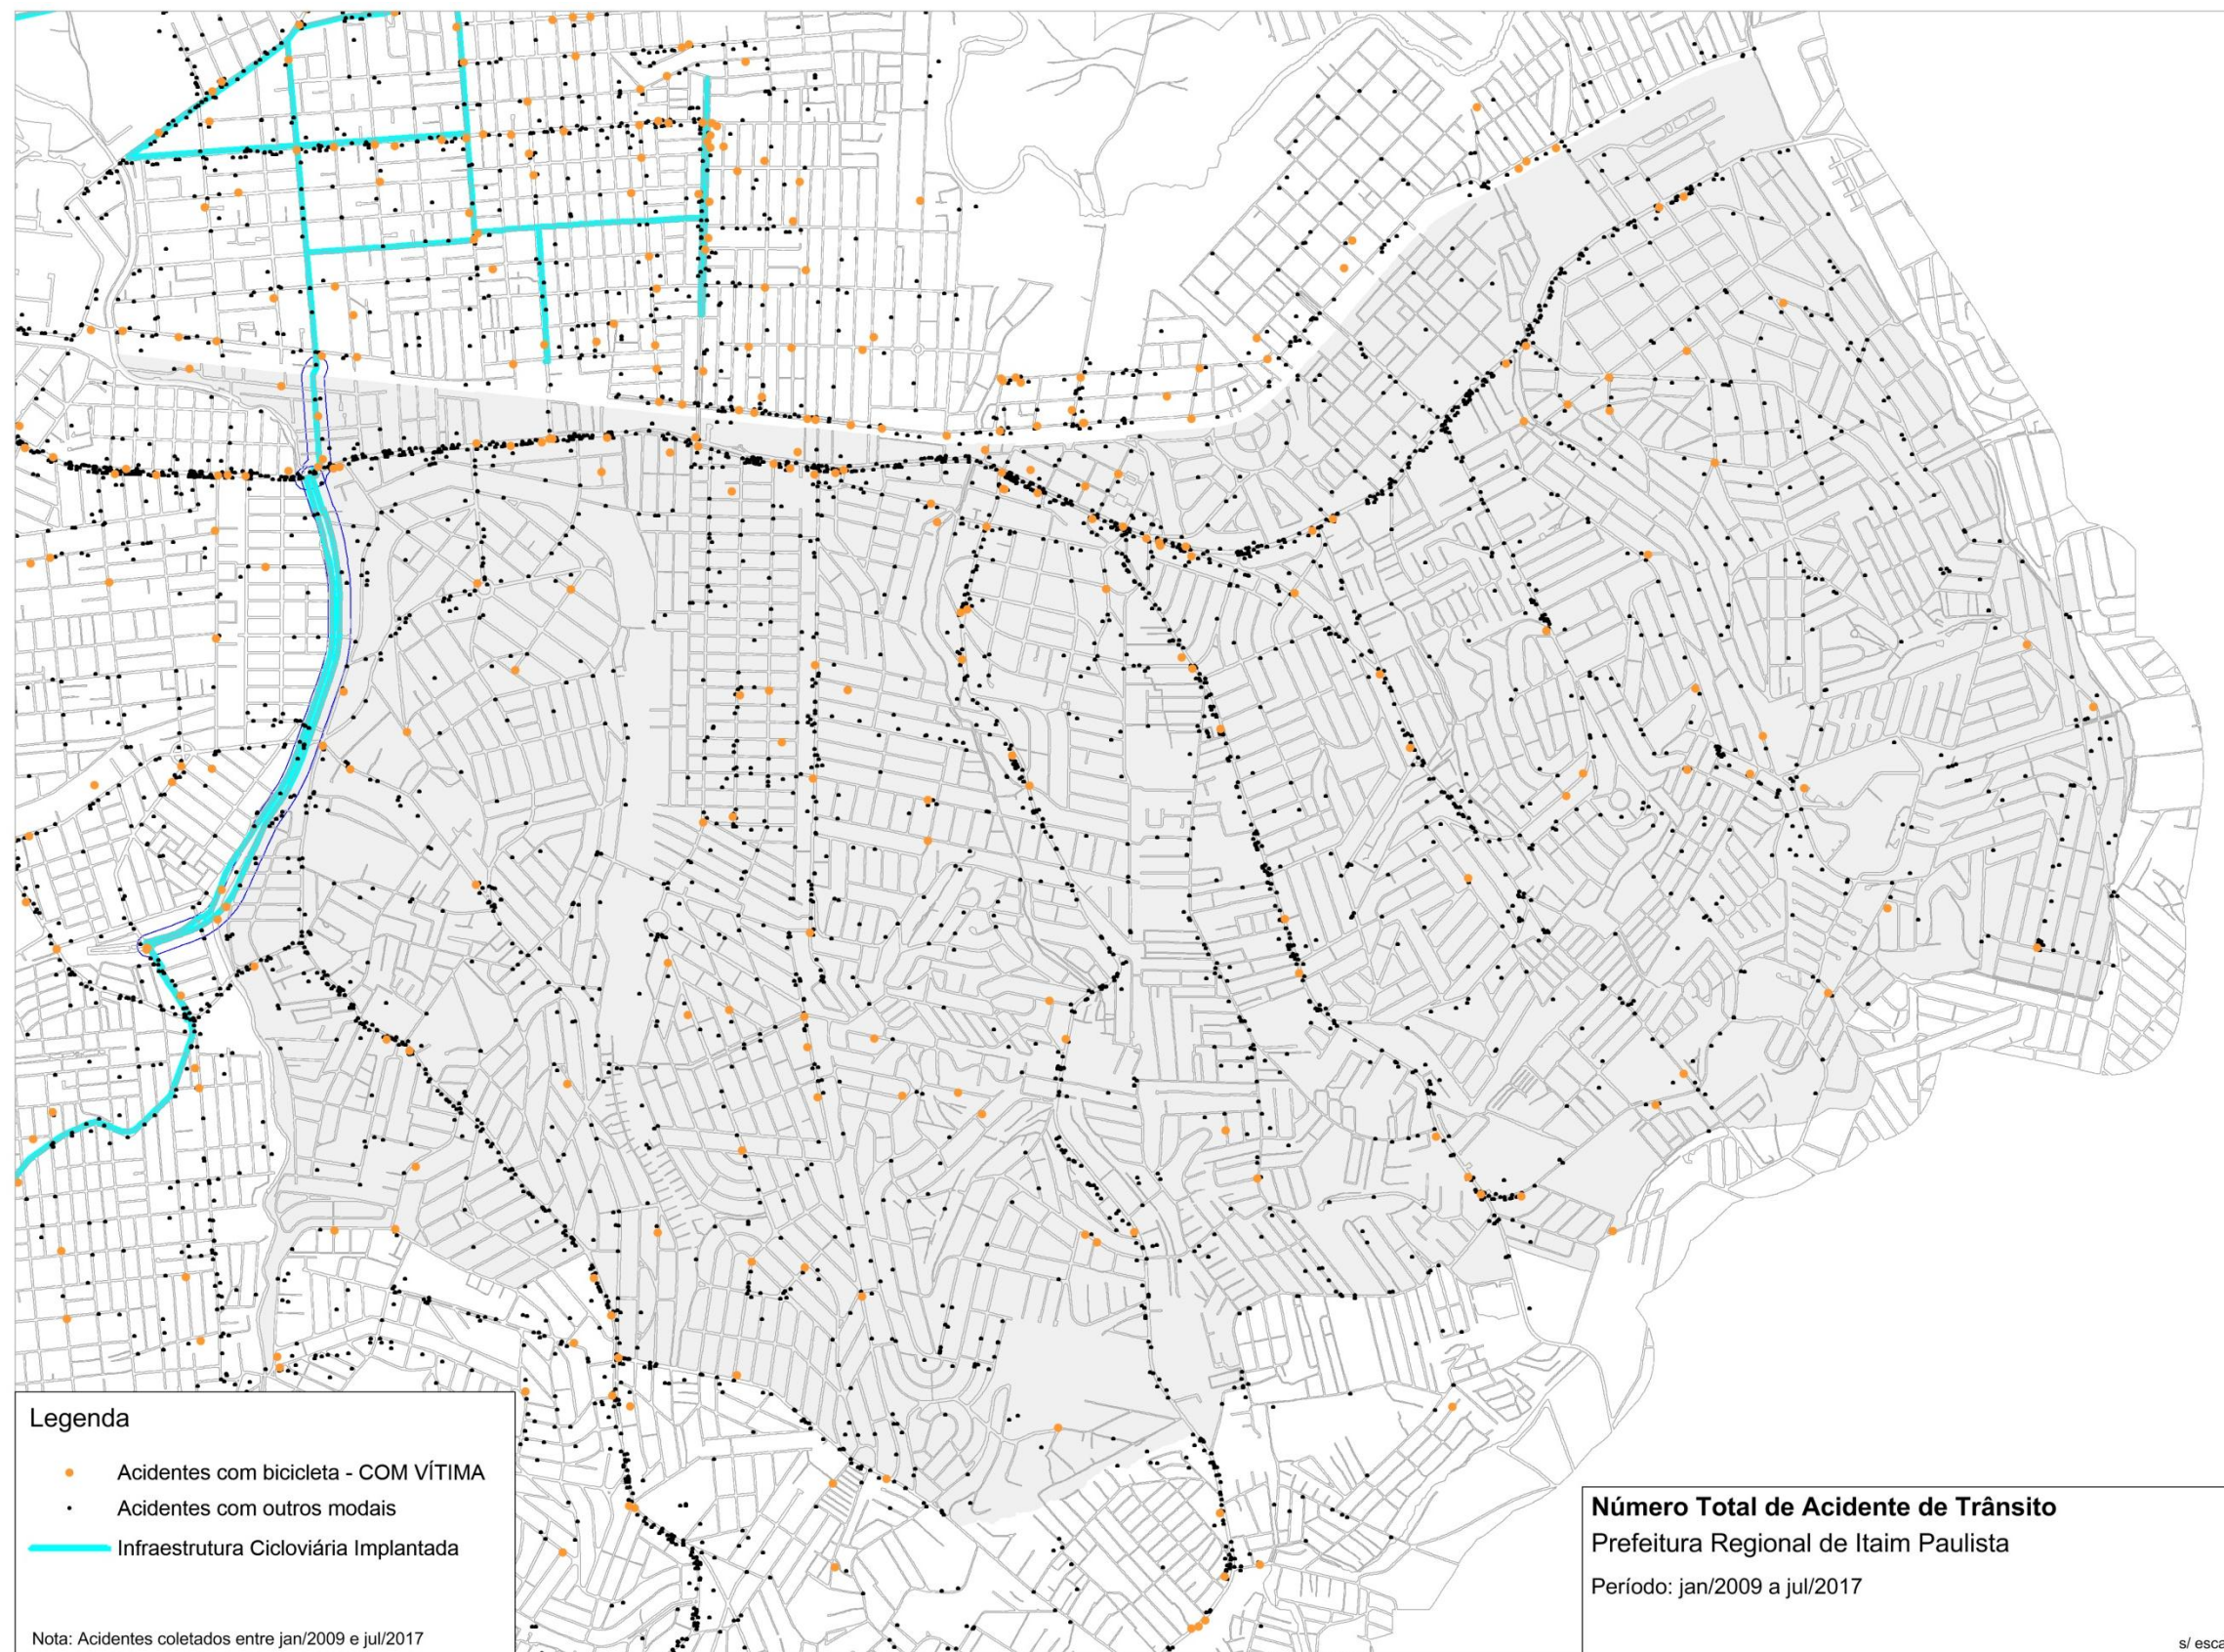 Legenda
Acidentes com bicicleta - COM VÍTIMA
Acidentes com outros modais
Infraestrutura Cicloviária Implantada
Nota: Acidentes coletados entre jan/2009 e jul/2017
Número Total de Acidente de Trânsito
Prefeitura Regional de Itaim Paulista
Período: jan/2009 a jul/2017
s/ esca